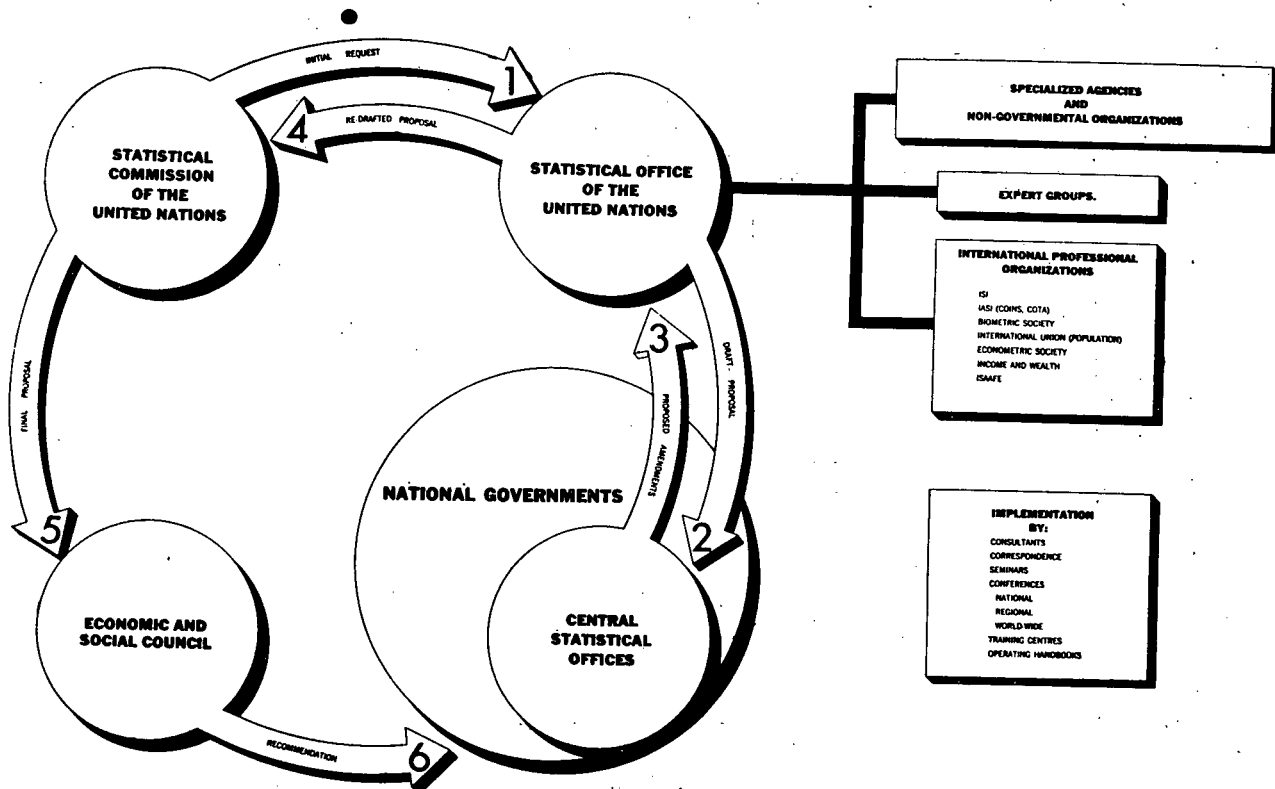 INITIAL REQUEST
1
4
RE-DRAFTED PROPOSAL
STATISTICAL
COMMISSION
OF THE
UNITED NATIONS
STATISTICAL OFFICE
OF THE
UNITED NATIONS
SPECIALIZED AGENCIES
AND
NON-GOVERNMENTAL ORGANIZATIONS
EXPERT GROUPS.
INTERNATIONAL PROFESSIONAL
ORGANIZATIONS
ISI
IASI (COINS, COTA)
BIOMETRIC SOCIETY
INTERNATIONAL UNION (POPULATION)
ECONOMETRIC SOCIETY
INCOME AND WEALTH
ISAAFE
3
DRAFT PROPOSAL
PROPOSED AMENDMENTS
2
FINAL PROPOSAL
5
NATIONAL GOVERNMENTS
CENTRAL
STATISTICAL
OFFICES
ECONOMIC AND
SOCIAL COUNCIL
RECOMMENDATION
6
IMPLEMENTATION
BY:
CONSULTANTS
CORRESPONDENCE
SEMINARS
CONFERENCES
NATIONAL
REGIONAL
WORLD-WIDE
TRAINING CENTRES
OPERATING HANDBOOKS